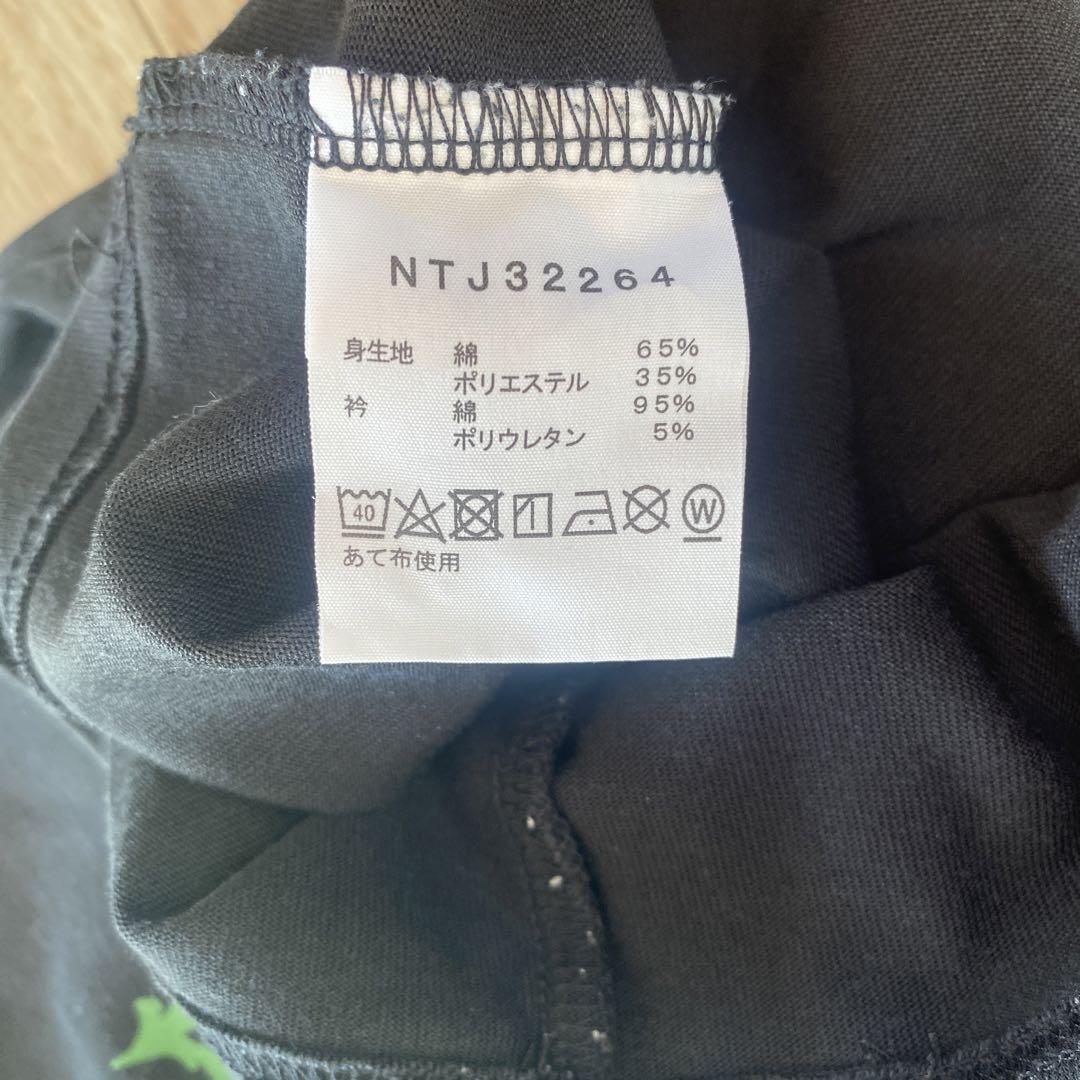 NTJ32264
身生地 綿 65%
ポリエステル 35%
衿 綿 95%
ポリウレタン 5%
40 W
あて布使用